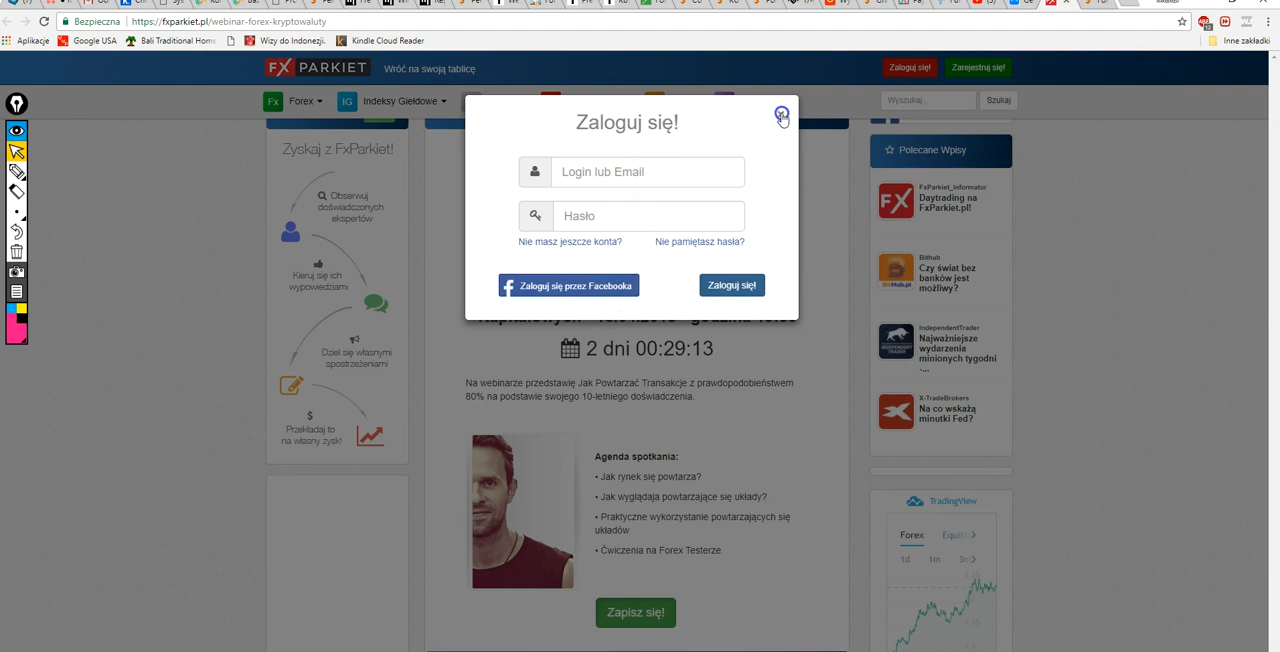 Bezpieczna
https://fxparkiet.pl/webinar-forex-kryptowaluty
Aplikacje
Google USA
Bali Traditional Home
Wizy do Indonezji.
Kindle Cloud Reader
Inne zakładki
FX PARKIET
Wróć na swoją tablicę
Zaloguj się!
Zarejestruj się!
Fx Forex
IG Indeksy Giełdowe
Wyszukaj...
Szukaj
Zyskaj z FxParkiet!
Obserwuj
doświadczonych
ekspertów
Kieruj się ich
wypowiedziami
Dziel się własnymi
spostrzeżeniami
$
Przekładaj to
na własny zysk!
Zaloguj się!
Login lub Email
Hasło
Nie masz jeszcze konta?
Nie pamiętasz hasła?
Zaloguj się przez Facebooka
Zaloguj się!
2 dni 00:29:13
Na webinarze przedstawię Jak Powtarzać Transakcje z prawdopodobieństwem
80% na podstawie swojego 10-letniego doświadczenia.
Agenda spotkania:
• Jak rynek się powtarza?
• Jak wyglądaja powtarzające się układy?
• Praktyczne wykorzystanie powtarzających się
układów
• Ćwiczenia na Forex Testerze
Zapisz się!
Polecane Wpisy
FxParkiet_Informator
Daytrading na
FxParkiet.pl!
Bithub
Czy świat bez
banków jest
możliwy?
BitHub.pl
IndependentTrader
Najważniejsze
wydarzenia
minionych tygodni
-...
INDEPENDENT
TRADER
X-TradeBrokers
Na co wskażą
minutki Fed?
TradingView
Forex
1d
1m